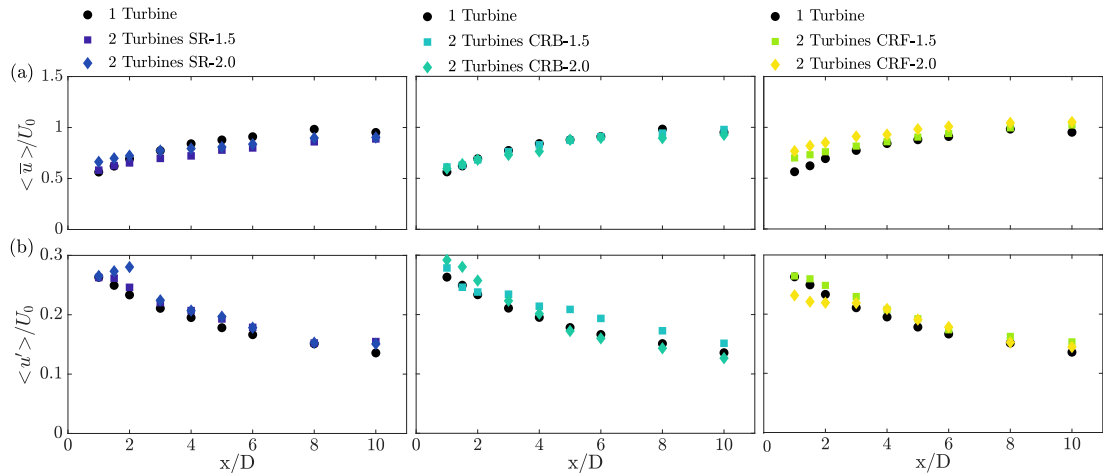 1 Turbine
2 Turbines SR-1.5
2 Turbines SR-2.0
1 Turbine
2 Turbines CRB-1.5
2 Turbines CRB-2.0
1 Turbine
2 Turbines CRF-1.5
2 Turbines CRF-2.0
(a)
< u̅ >/U₀
1.5
1
0.5
0
(b)
< u' >/U₀
0.3
0.2
0.1
0
0 2 4 6 8 10
x/D
0 2 4 6 8 10
x/D
0 2 4 6 8 10
x/D